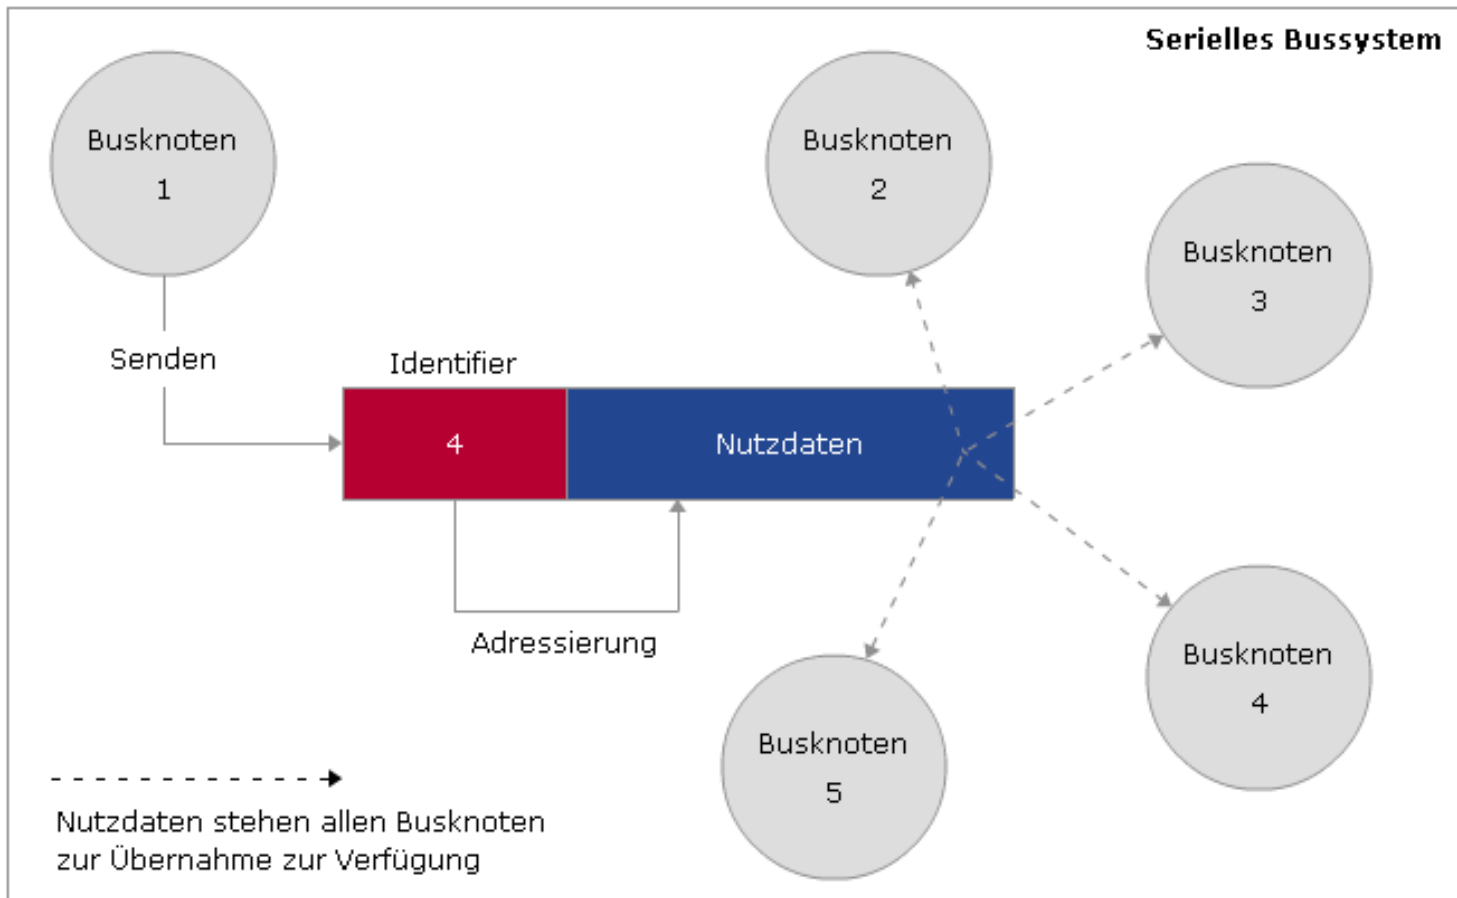 Serielles Bussystem
Busknoten
1
Busknoten
2
Busknoten
3
Senden
Identifier
4
Nutzdaten
Adressierung
Busknoten
4
Busknoten
5
Nutzdaten stehen allen Busknoten
zur Übernahme zur Verfügung